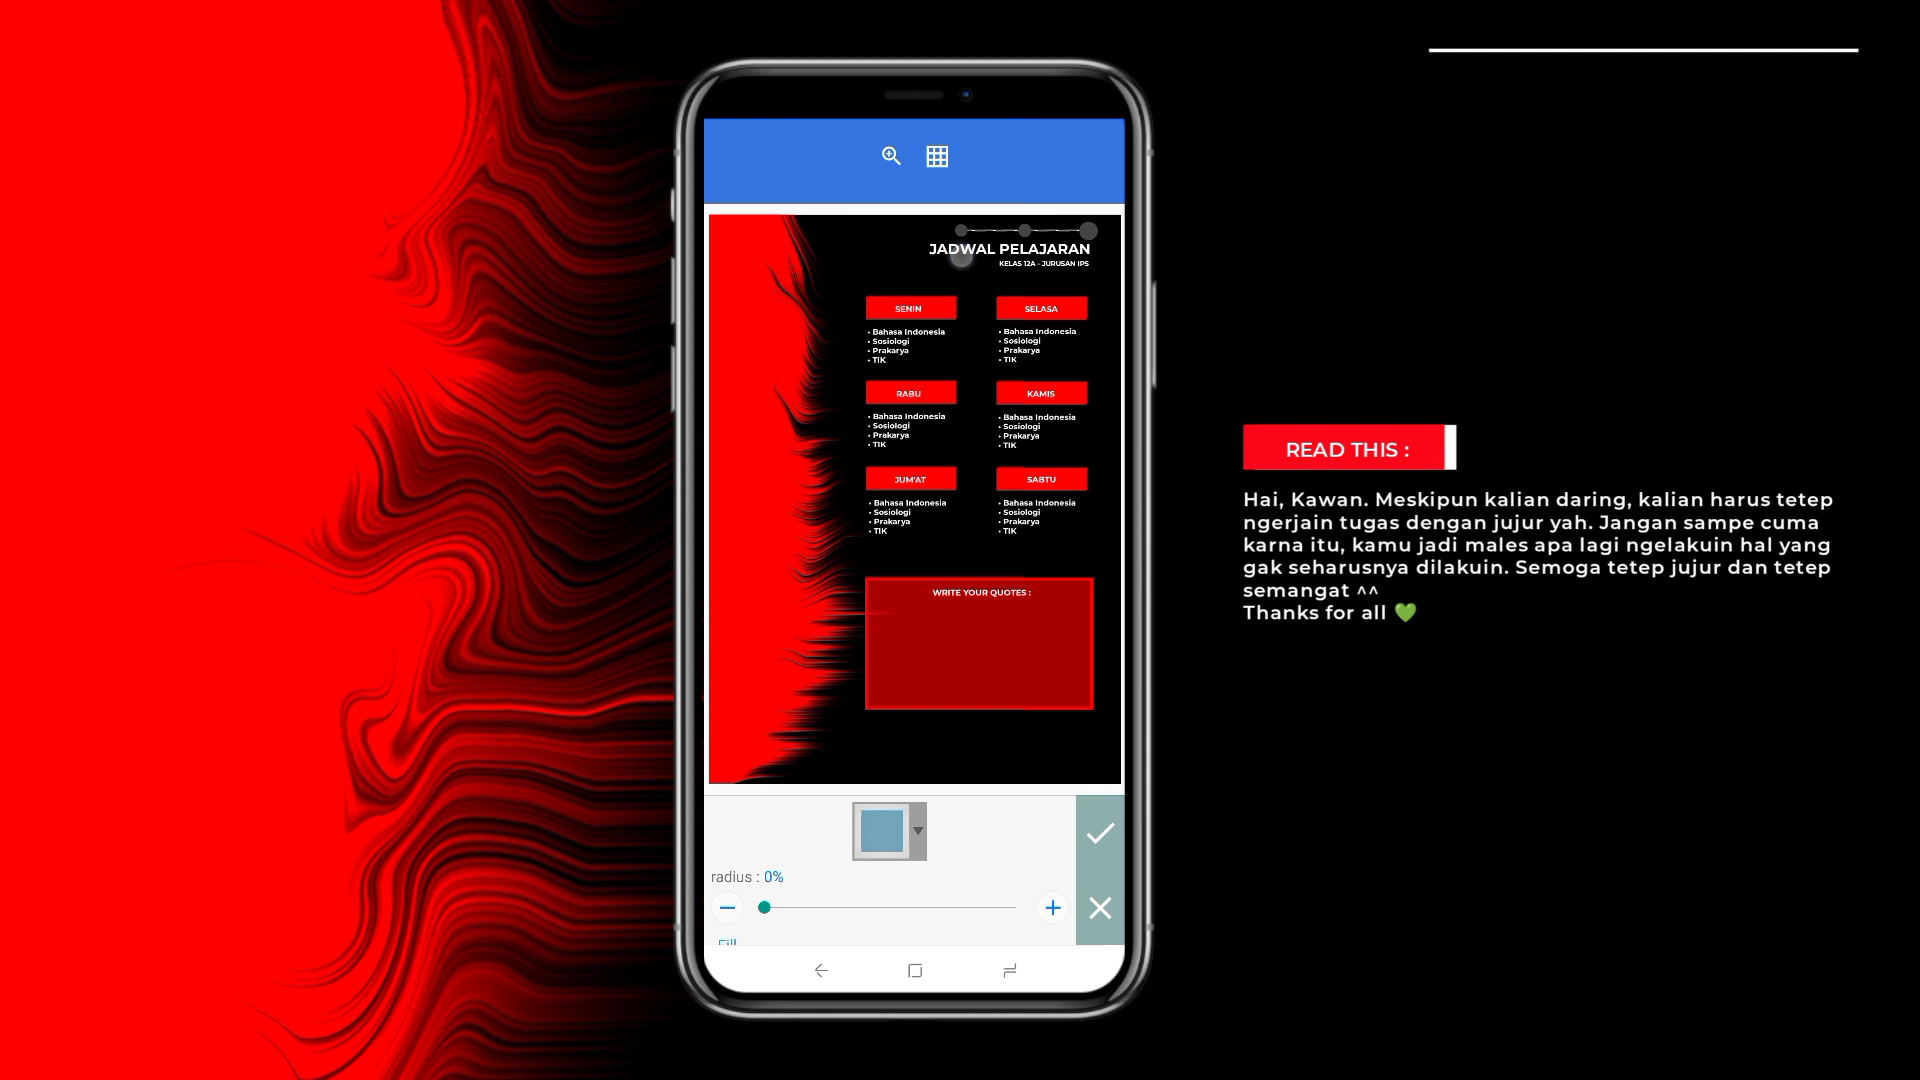 JADWAL PELAJARAN
KELAS 12A - JURUSAN IPS
SENIN
• Bahasa Indonesia
• Sosiologi
• Prakarya
• TIK
SELASA
• Bahasa Indonesia
• Sosiologi
• Prakarya
• TIK
RABU
• Bahasa Indonesia
• Sosiologi
• Prakarya
• TIK
KAMIS
• Bahasa Indonesia
• Sosiologi
• Prakarya
• TIK
JUM'AT
• Bahasa Indonesia
• Sosiologi
• Prakarya
• TIK
SABTU
• Bahasa Indonesia
• Sosiologi
• Prakarya
• TIK
WRITE YOUR QUOTES :
radius : 0%
Fill
READ THIS :
Hai, Kawan. Meskipun kalian daring, kalian harus tetep
ngerjain tugas dengan jujur yah. Jangan sampe cuma
karna itu, kamu jadi males apa lagi ngelakuin hal yang
gak seharusnya dilakuin. Semoga tetep jujur dan tetep
semangat ^^
Thanks for all 💚